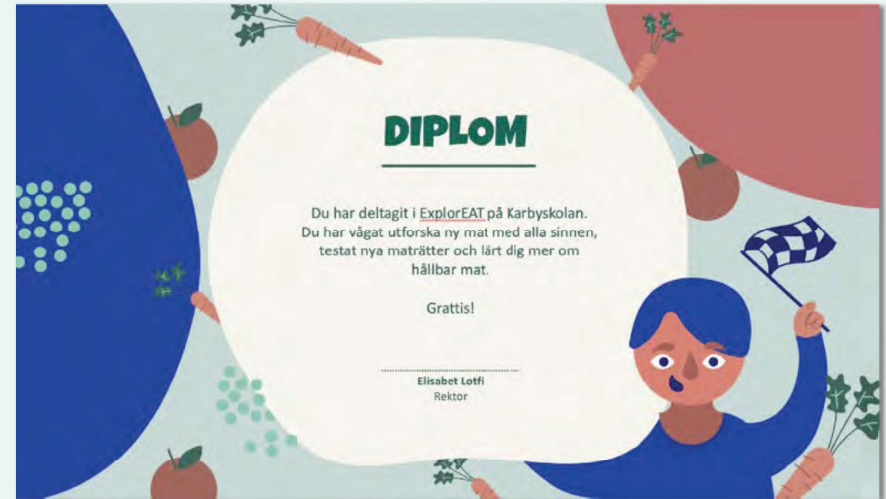 DIPLOM
Du har deltagit i ExplorEAT på Karbyskolan.
Du har vågat utforska ny mat med alla sinnen,
testat nya maträtter och lärt dig mer om
hållbar mat.
Grattis!
Elisabet Lotfi
Rektor